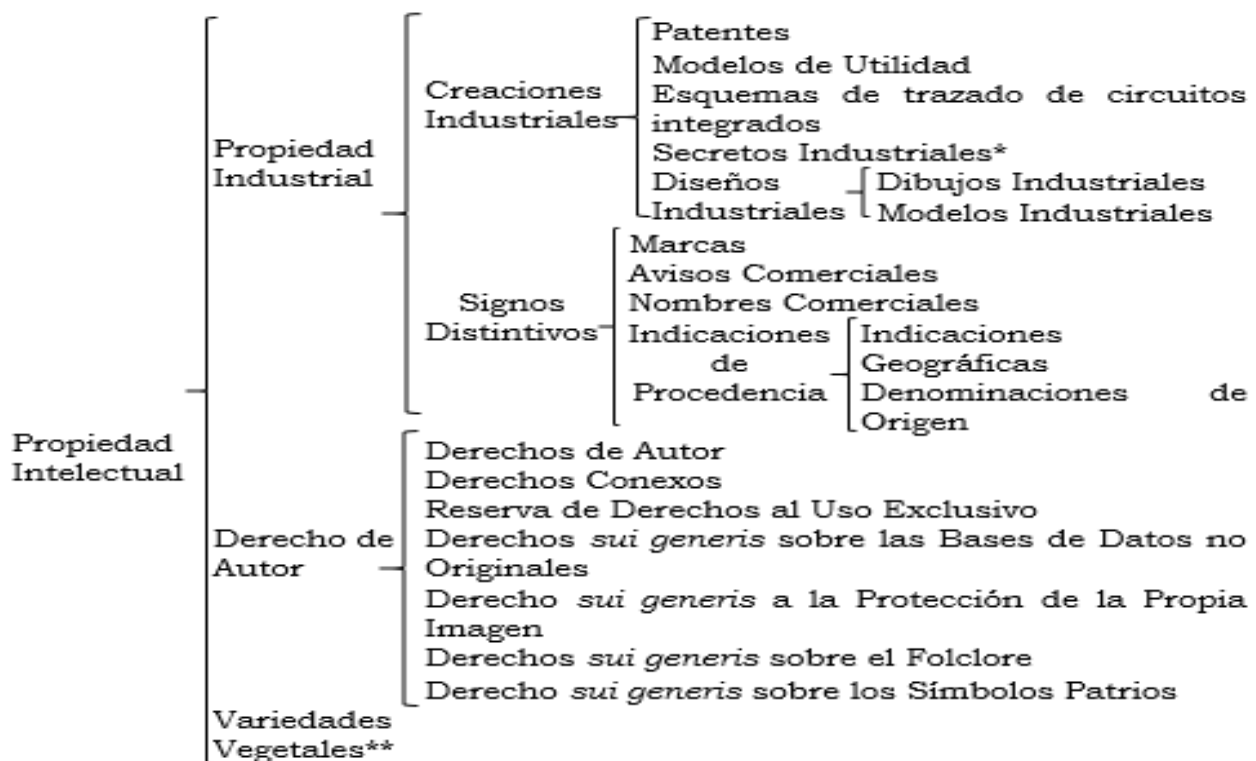 Propiedad
Intelectual
Propiedad
Industrial
Creaciones
Industriales
Patentes
Modelos de Utilidad
Esquemas de trazado de circuitos
integrados
Secretos Industriales*
Diseños
Industriales
Dibujos Industriales
Modelos Industriales
Signos
Distintivos
Marcas
Avisos Comerciales
Nombres Comerciales
Indicaciones
de
Procedencia
Indicaciones
Geográficas
Denominaciones de
Origen
Derecho de
Autor
Derechos de Autor
Derechos Conexos
Reserva de Derechos al Uso Exclusivo
Derechos sui generis sobre las Bases de Datos no
Originales
Derecho sui generis a la Protección de la Propia
Imagen
Derechos sui generis sobre el Folclore
Derecho sui generis sobre los Símbolos Patrios
Variedades
Vegetales**